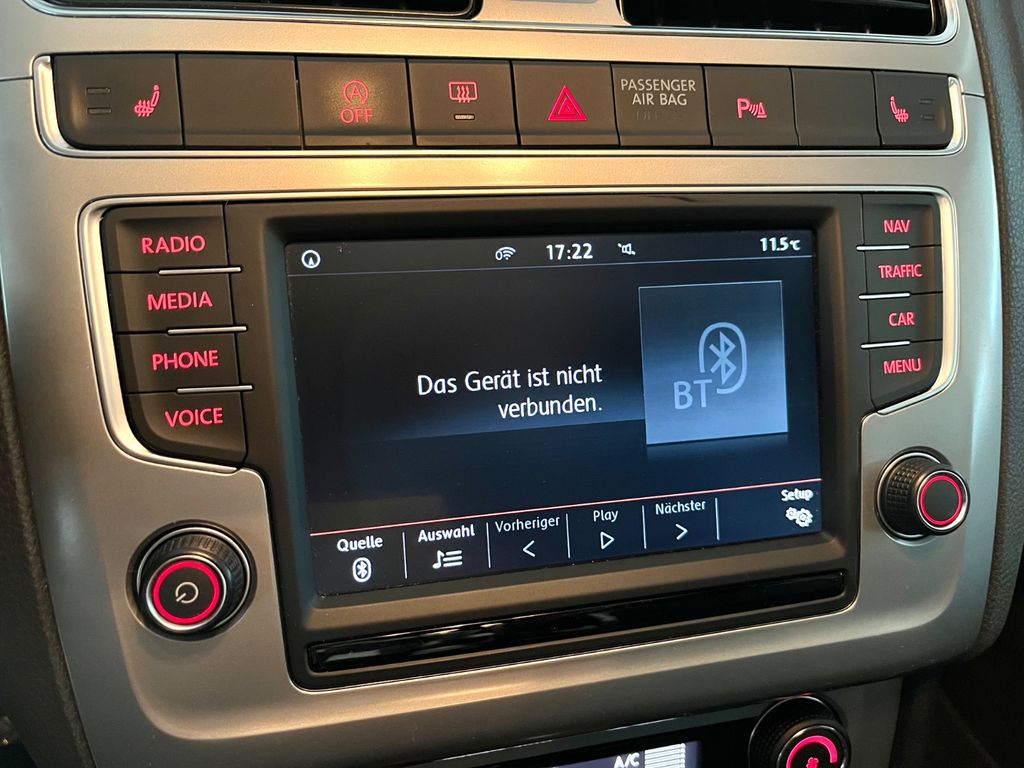 OFF
PASSENGER
AIR BAG
P
RADIO
MEDIA
PHONE
VOICE
17:22
11.5°C
Das Gerät ist nicht
verbunden.
BT
Quelle
Auswahl
Vorheriger
Play
Nächster
Setup
NAV
TRAFFIC
CAR
MENU
A/C